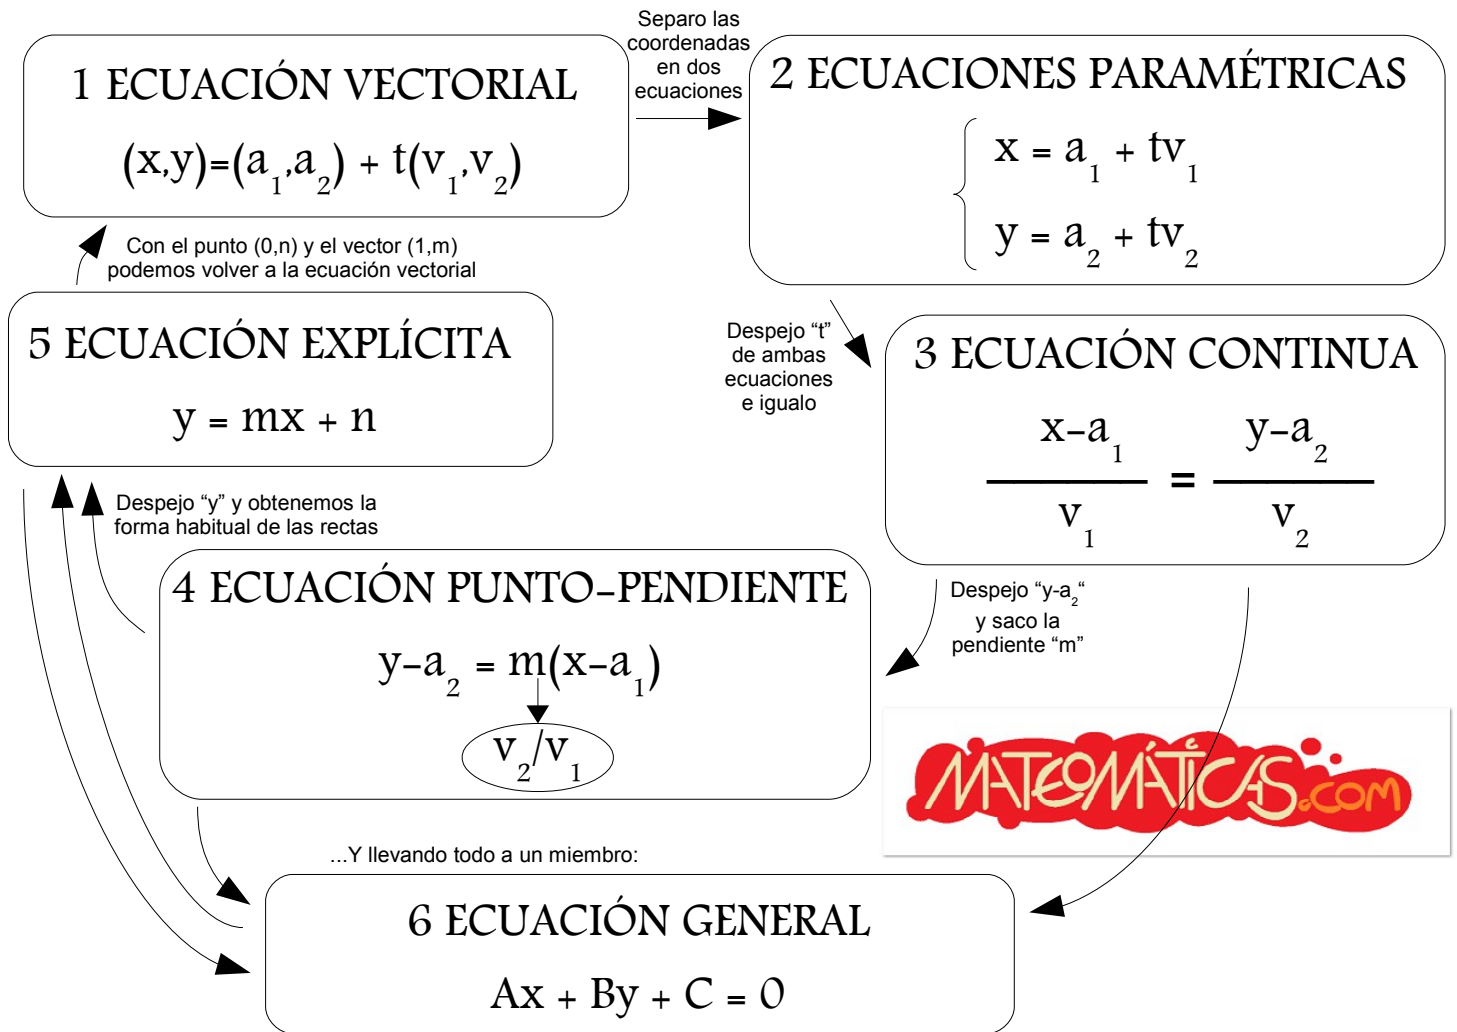 1 ECUACIÓN VECTORIAL
(x,y)=(a₁,a₂) + t(v₁,v₂)
Separo las
coordenadas
en dos
ecuaciones
2 ECUACIONES PARAMÉTRICAS
x = a₁ + tv₁
y = a₂ + tv₂
Despejo “t”
de ambas
ecuaciones
e igualo
3 ECUACIÓN CONTINUA
x–a₁ y–a₂
=
v₁ v₂
Despejo “y-a₂“
y saco la
pendiente “m”
4 ECUACIÓN PUNTO–PENDIENTE
y–a₂ = m(x–a₁)
v₂/v₁
Despejo “y” y obtenemos la
forma habitual de las rectas
5 ECUACIÓN EXPLÍCITA
y = mx + n
Con el punto (0,n) y el vector (1,m)
podemos volver a la ecuación vectorial
...Y llevando todo a un miembro:
6 ECUACIÓN GENERAL
Ax + By + C = 0
MATEOMÁTICAS.COM